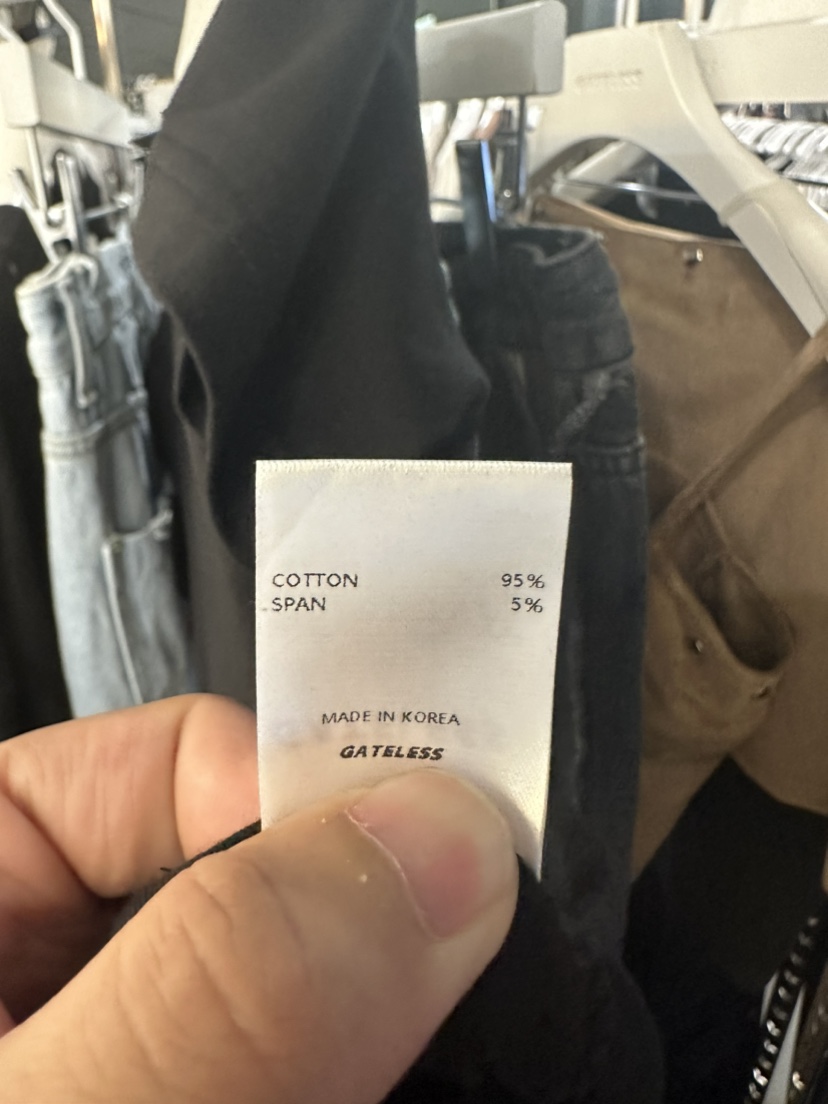 COTTON 95%
SPAN 5%
MADE IN KOREA
GATELESS